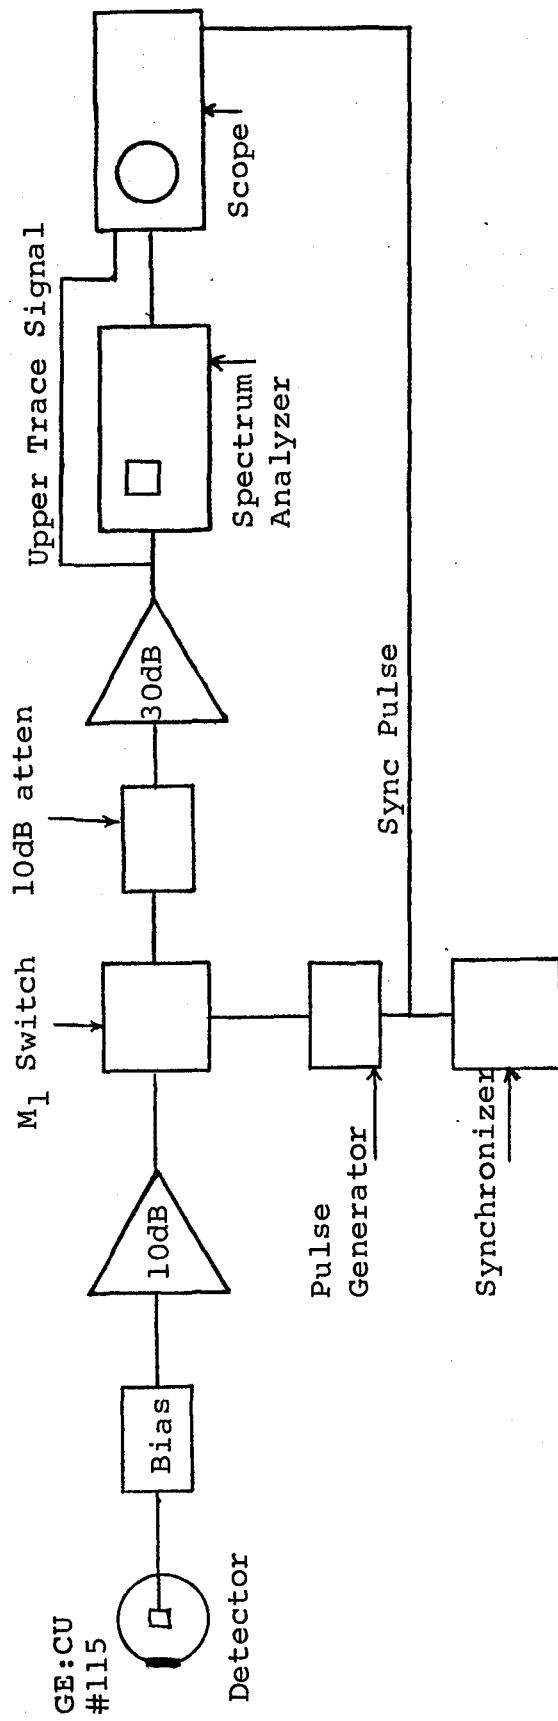 GE:CU
#115
Detector
Bias
10dB
M1 Switch
10dB atten
30dB
Upper Trace Signal
Spectrum
Analyzer
Scope
Pulse
Generator
Sync Pulse
Synchronizer